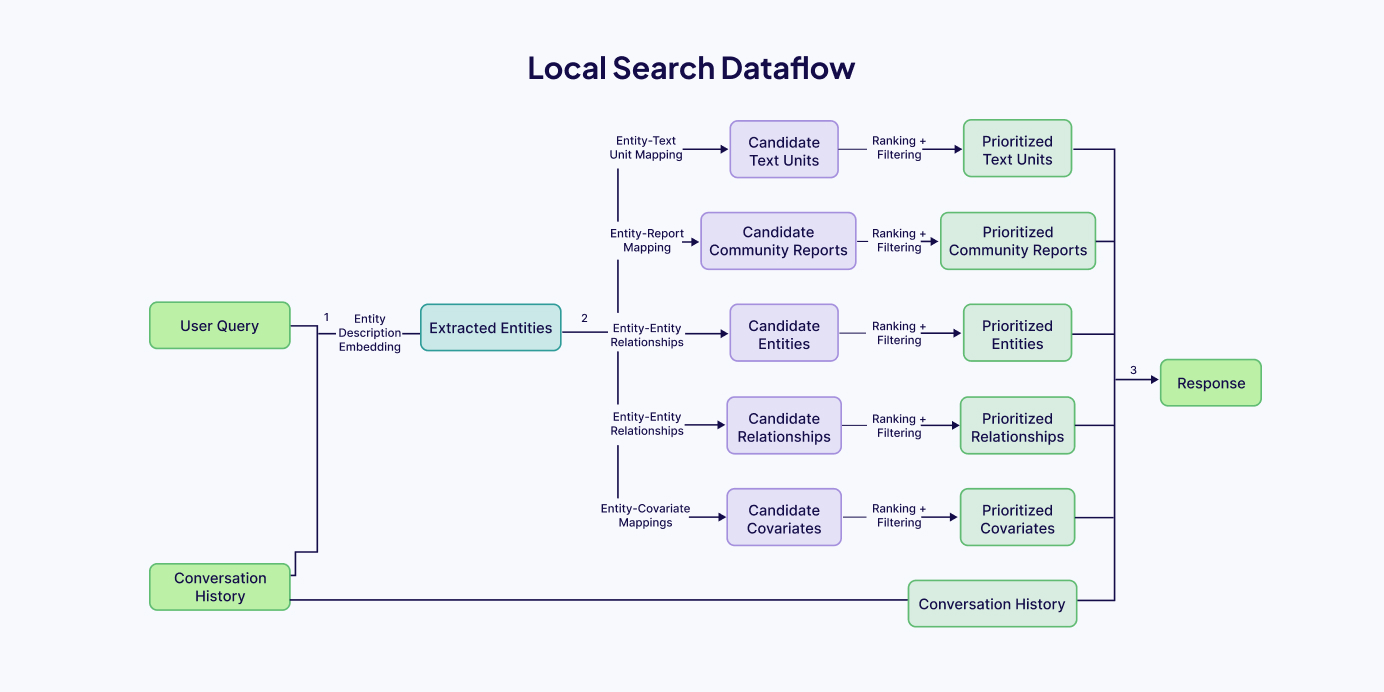 Local Search Dataflow
Entity-Text
Unit Mapping
Candidate
Text Units
Ranking +
Filtering
Prioritized
Text Units
Entity-Report
Mapping
Candidate
Community Reports
Ranking +
Filtering
Prioritized
Community Reports
User Query
1
Entity
Description
Embedding
Extracted Entities
2
Entity-Entity
Relationships
Candidate
Entities
Ranking +
Filtering
Prioritized
Entities
3
Response
Entity-Entity
Relationships
Candidate
Relationships
Ranking +
Filtering
Prioritized
Relationships
Entity-Covariate
Mappings
Candidate
Covariates
Ranking +
Filtering
Prioritized
Covariates
Conversation
History
Conversation History